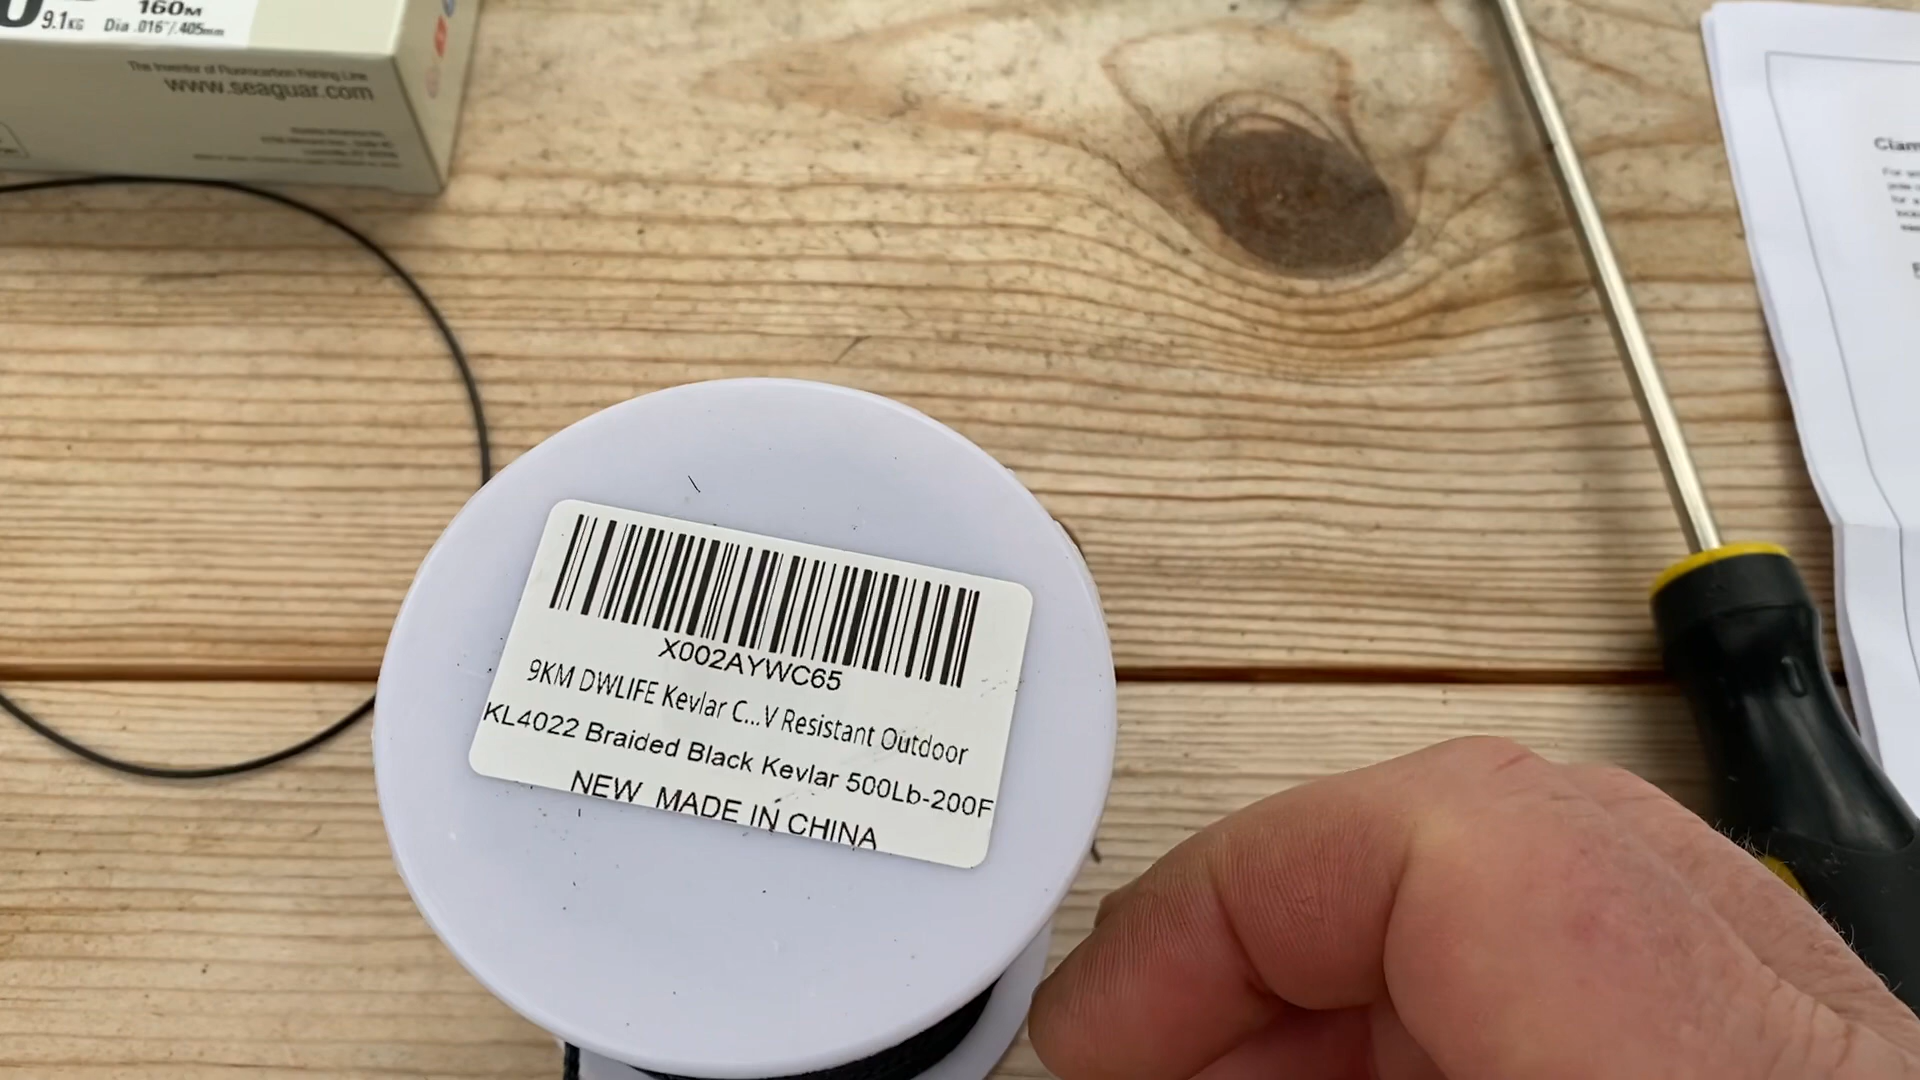 9.1KG
160M
Dia .016"/.405mm
The Inventor of Fluorocarbon Fishing Line
www.seaguar.com
X002AYWC65
9KM DWLIFE Kevlar C...V Resistant Outdoor
KL4022 Braided Black Kevlar 500Lb-200F
NEW MADE IN CHINA